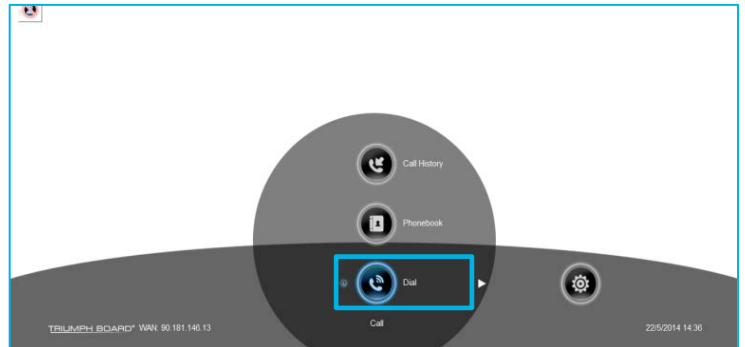 Call History
Phonebook
Dial
Call
TRIUMPH BOARD® WAN: 90.181.146.13
22/5/2014 14:36